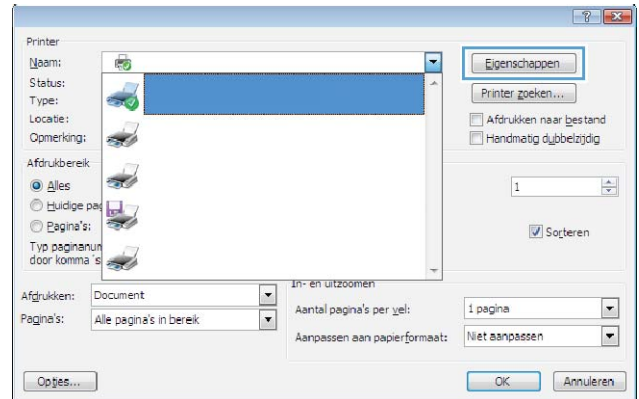 Printer
Naam:
Eigenschappen
Status:
Type:
Printer zoeken...
Locatie:
Afdrukken naar bestand
Opmerking:
Handmatig dubbelzijdig
Afdrukbereik
Alles
1
Huidige pag
Pagina's:
Sorteren
Typ paginanun
door komma's
In- en uitzoomen
Afdrukken: Document
Aantal pagina's per vel: 1 pagina
Pagina's: Alle pagina's in bereik
Aanpassen aan papierformaat: Niet aanpassen
Opties...
OK
Annuleren